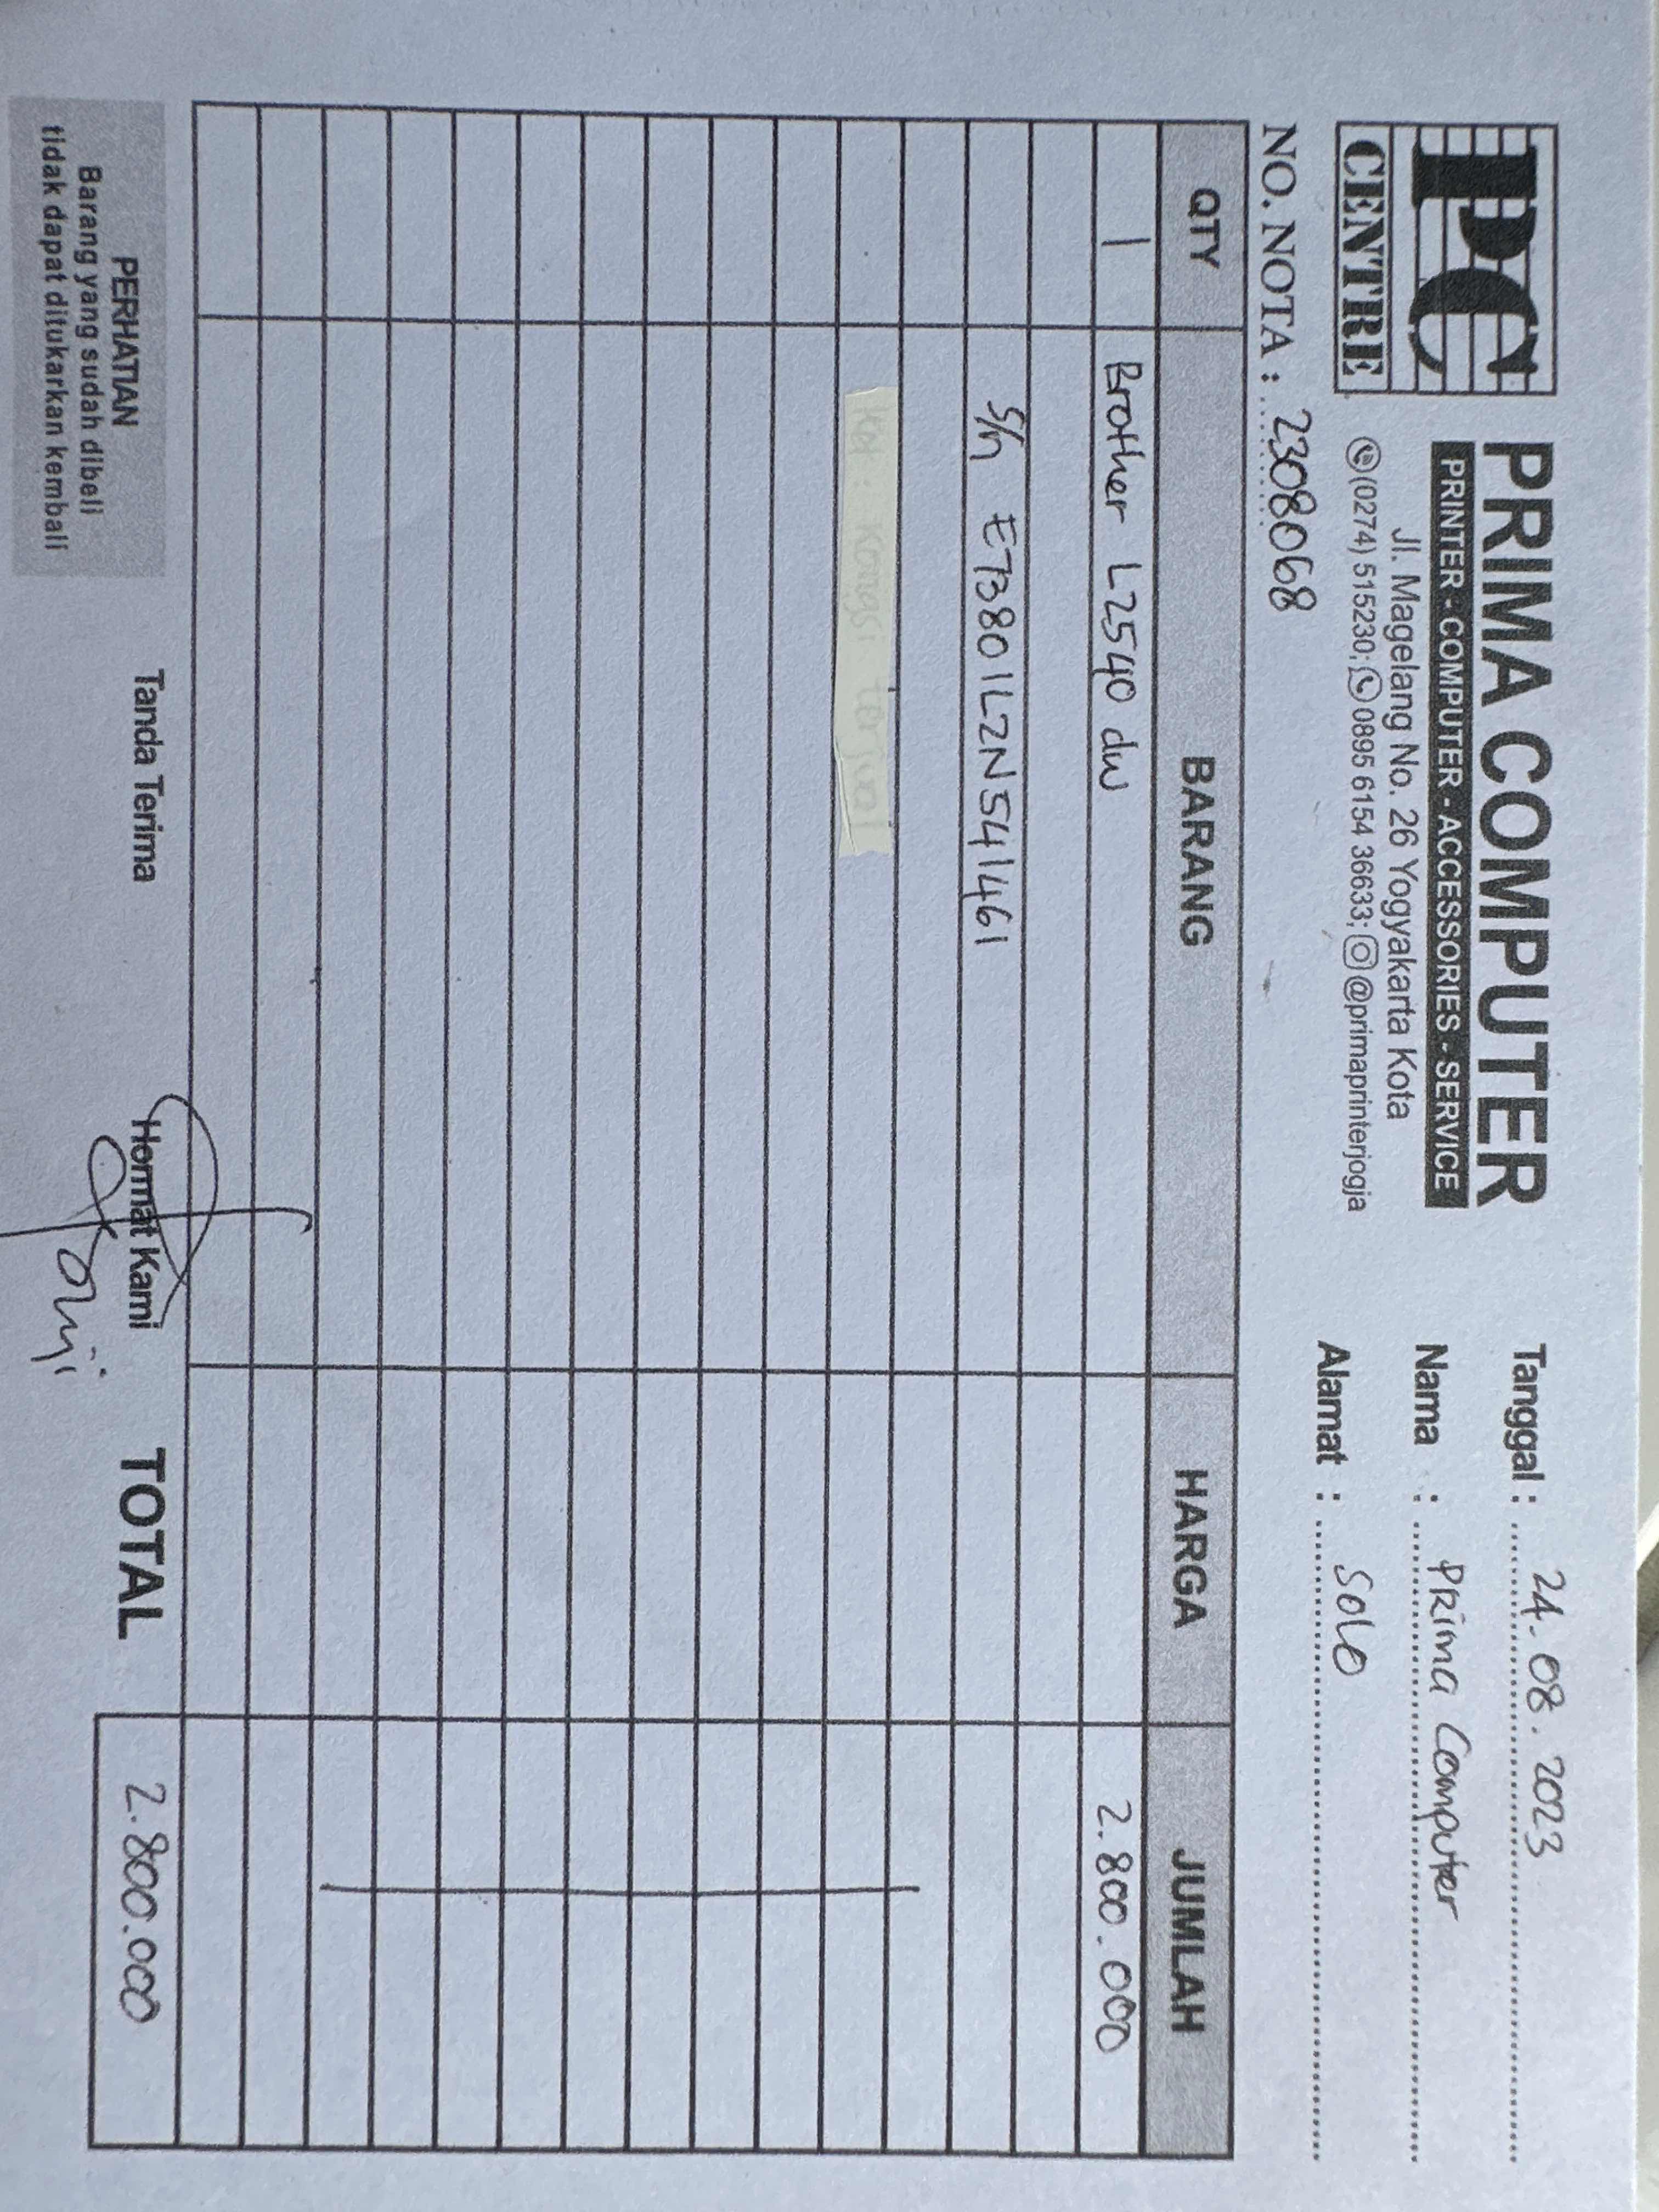 PC
CENTRE
PRIMA COMPUTER
PRINTER - COMPUTER - ACCESSORIES - SERVICE
Jl. Magelang No. 26 Yogyakarta Kota
(0274) 515230; 0895 6154 36633; @primaprinterjogja
Tanggal : 24.08.2023
Nama : Prima Computer
Alamat : Solo
NO. NOTA : 2308068
QTY BARANG HARGA JUMLAH
1 Brother L2540 dw 2.800.000
S/n E73801L2N541461
Ket : Kongsi terjual
PERHATIAN
Barang yang sudah dibeli
tidak dapat ditukarkan kembali
Tanda Terima
Hormat Kami
TOTAL 2.800.000